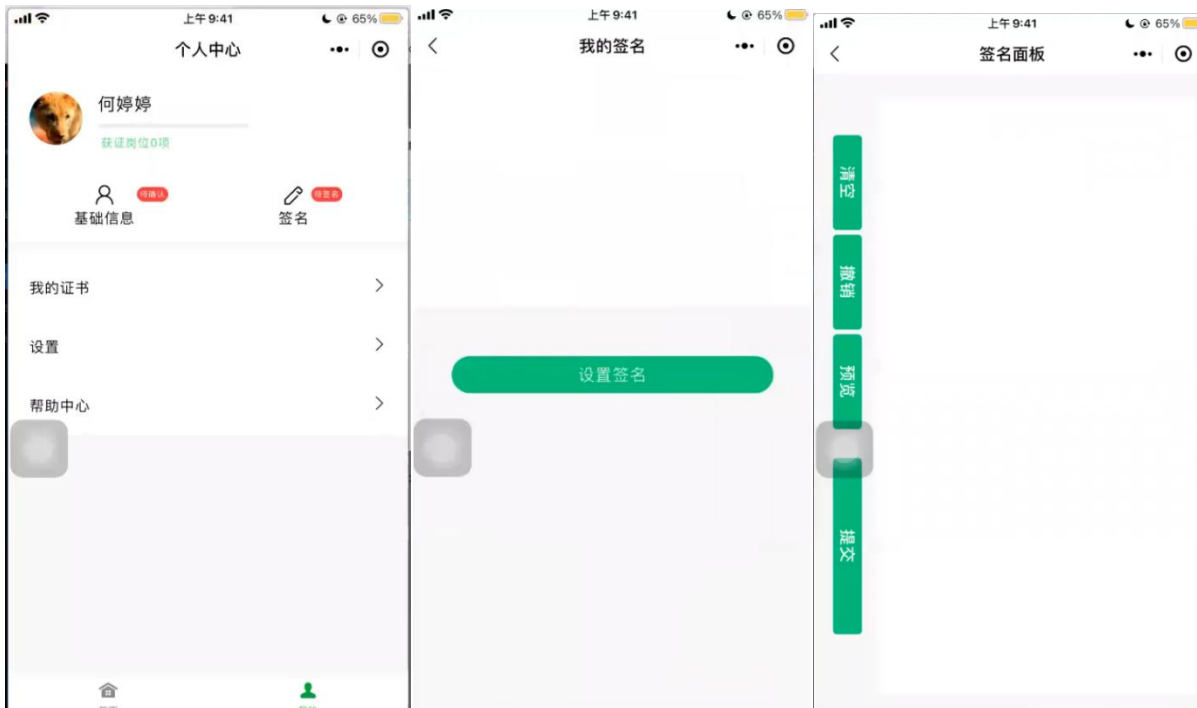 上午 9:41
65%
个人中心
何婷婷
获证岗位0项
待确认
待签名
基础信息
签名
我的证书
设置
帮助中心
上午 9:41
65%
我的签名
设置签名
上午 9:41
65%
签名面板
清空
撤销
预览
提交